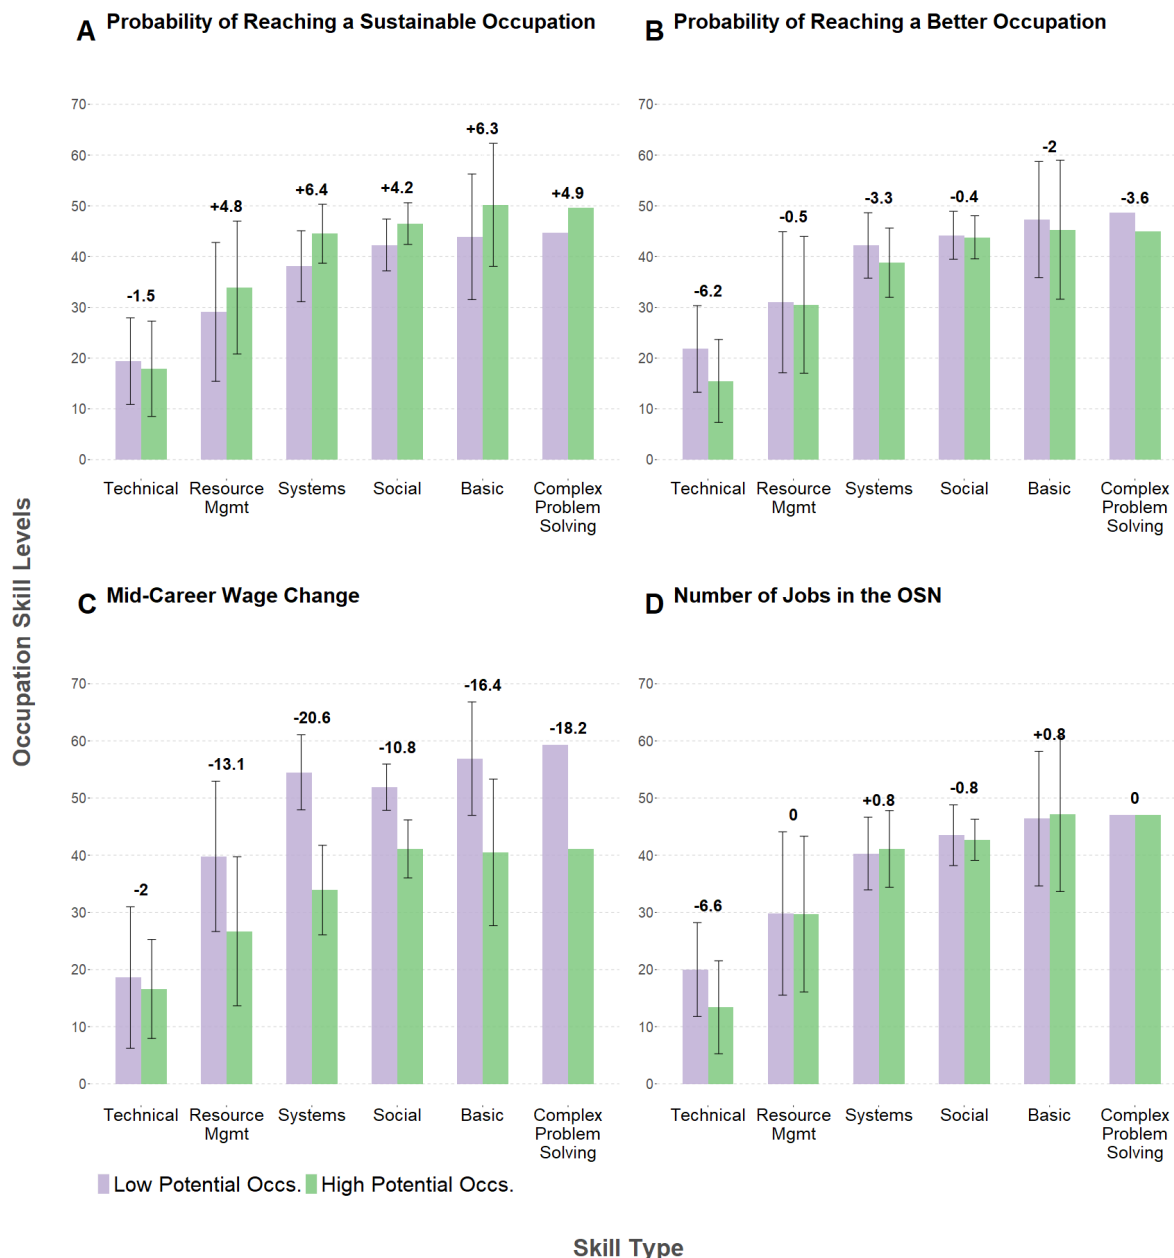 A Probability of Reaching a Sustainable Occupation
70
60
50
40
30
20
10
0
-1.5
+4.8
+6.4
+4.2
+6.3
+4.9
Technical
Resource
Mgmt
Systems
Social
Basic
Complex
Problem
Solving
B Probability of Reaching a Better Occupation
70
60
50
40
30
20
10
0
-6.2
-0.5
-3.3
-0.4
-2
-3.6
Technical
Resource
Mgmt
Systems
Social
Basic
Complex
Problem
Solving
Occupation Skill Levels
C Mid-Career Wage Change
70
60
50
40
30
20
10
0
-2
-13.1
-20.6
-10.8
-16.4
-18.2
Technical
Resource
Mgmt
Systems
Social
Basic
Complex
Problem
Solving
D Number of Jobs in the OSN
70
60
50
40
30
20
10
0
-6.6
0
+0.8
-0.8
+0.8
0
Technical
Resource
Mgmt
Systems
Social
Basic
Complex
Problem
Solving
Low Potential Occs. High Potential Occs.
Skill Type